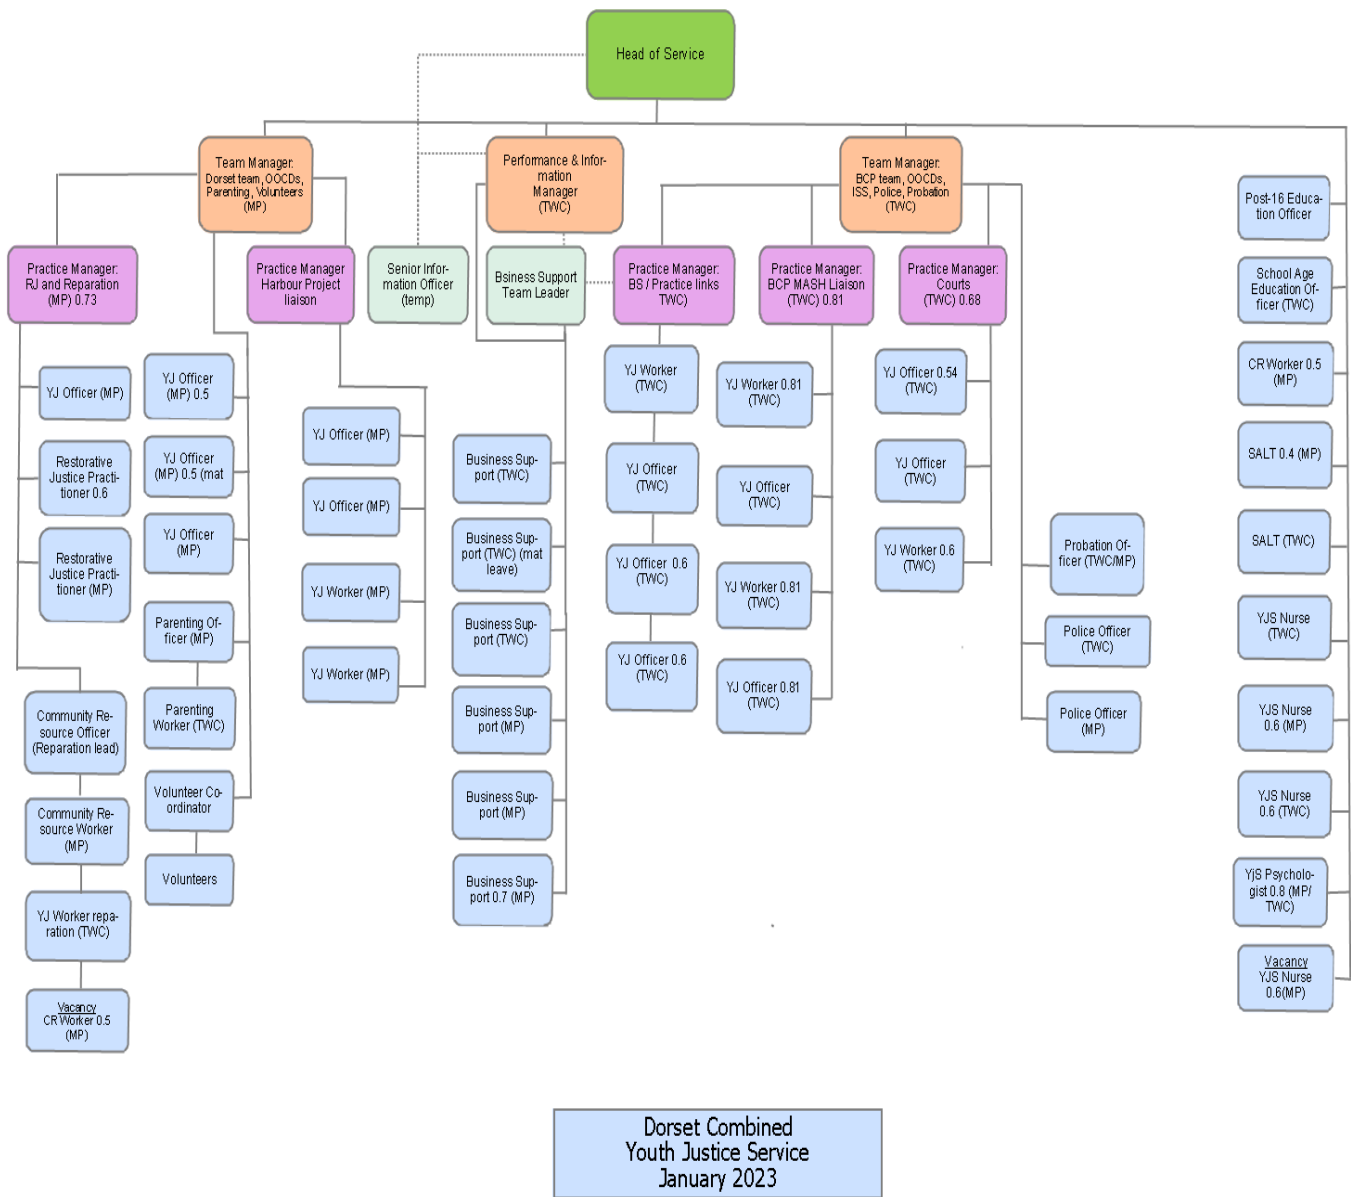 Head of Service
Team Manager:
Dorset team, OOCDs,
Parenting, Volunteers
(MP)
Performance & Infor-
mation
Manager
(TWC)
Team Manager:
BCP team, OOCDs,
ISS, Police, Probation
(TWC)
Practice Manager:
RJ and Reparation
(MP) 0.73
Practice Manager
Harbour Project
liaison
Senior Infor-
mation Officer
(temp)
Bsiness Support
Team Leader
Practice Manager:
BS / Practice links
TWC)
Practice Manager:
BCP MASH Liaison
(TWC) 0.81
Practice Manager:
Courts
(TWC) 0.68
YJ Officer (MP)
Restorative
Justice Practi-
tioner 0.6
Restorative
Justice Practi-
tioner (MP)
Community Re-
source Officer
(Reparation lead)
Community Re-
source Worker
(MP)
YJ Worker repa-
ration (TWC)
Vacancy
CR Worker 0.5
(MP)
YJ Officer
(MP) 0.5
YJ Officer
(MP) 0.5 (mat
YJ Officer
(MP)
Parenting Of-
ficer (MP)
Parenting
Worker (TWC)
Volunteer Co-
ordinator
Volunteers
YJ Officer (MP)
YJ Officer (MP)
YJ Worker (MP)
YJ Worker (MP)
Business Sup-
port (TWC)
Business Sup-
port (TWC) (mat
leave)
Business Sup-
port (TWC)
Business Sup-
port (MP)
Business Sup-
port (MP)
Business Sup-
port 0.7 (MP)
YJ Worker
(TWC)
YJ Officer
(TWC)
YJ Officer 0.6
(TWC)
YJ Officer 0.6
(TWC)
YJ Worker 0.81
(TWC)
YJ Officer
(TWC)
YJ Worker 0.81
(TWC)
YJ Officer 0.81
(TWC)
YJ Officer 0.54
(TWC)
YJ Officer
(TWC)
YJ Worker 0.6
(TWC)
Probation Of-
ficer (TWC/MP)
Police Officer
(TWC)
Police Officer
(MP)
Post-16 Educa-
tion Officer
School Age
Education Of-
ficer (TWC)
CR Worker 0.5
(MP)
SALT 0.4 (MP)
SALT (TWC)
YJS Nurse
(TWC)
YJS Nurse
0.6 (MP)
YJS Nurse
0.6 (TWC)
YjS Psycholo-
gist 0.8 (MP/
TWC)
Vacancy
YJS Nurse
0.6(MP)
Dorset Combined
Youth Justice Service
January 2023